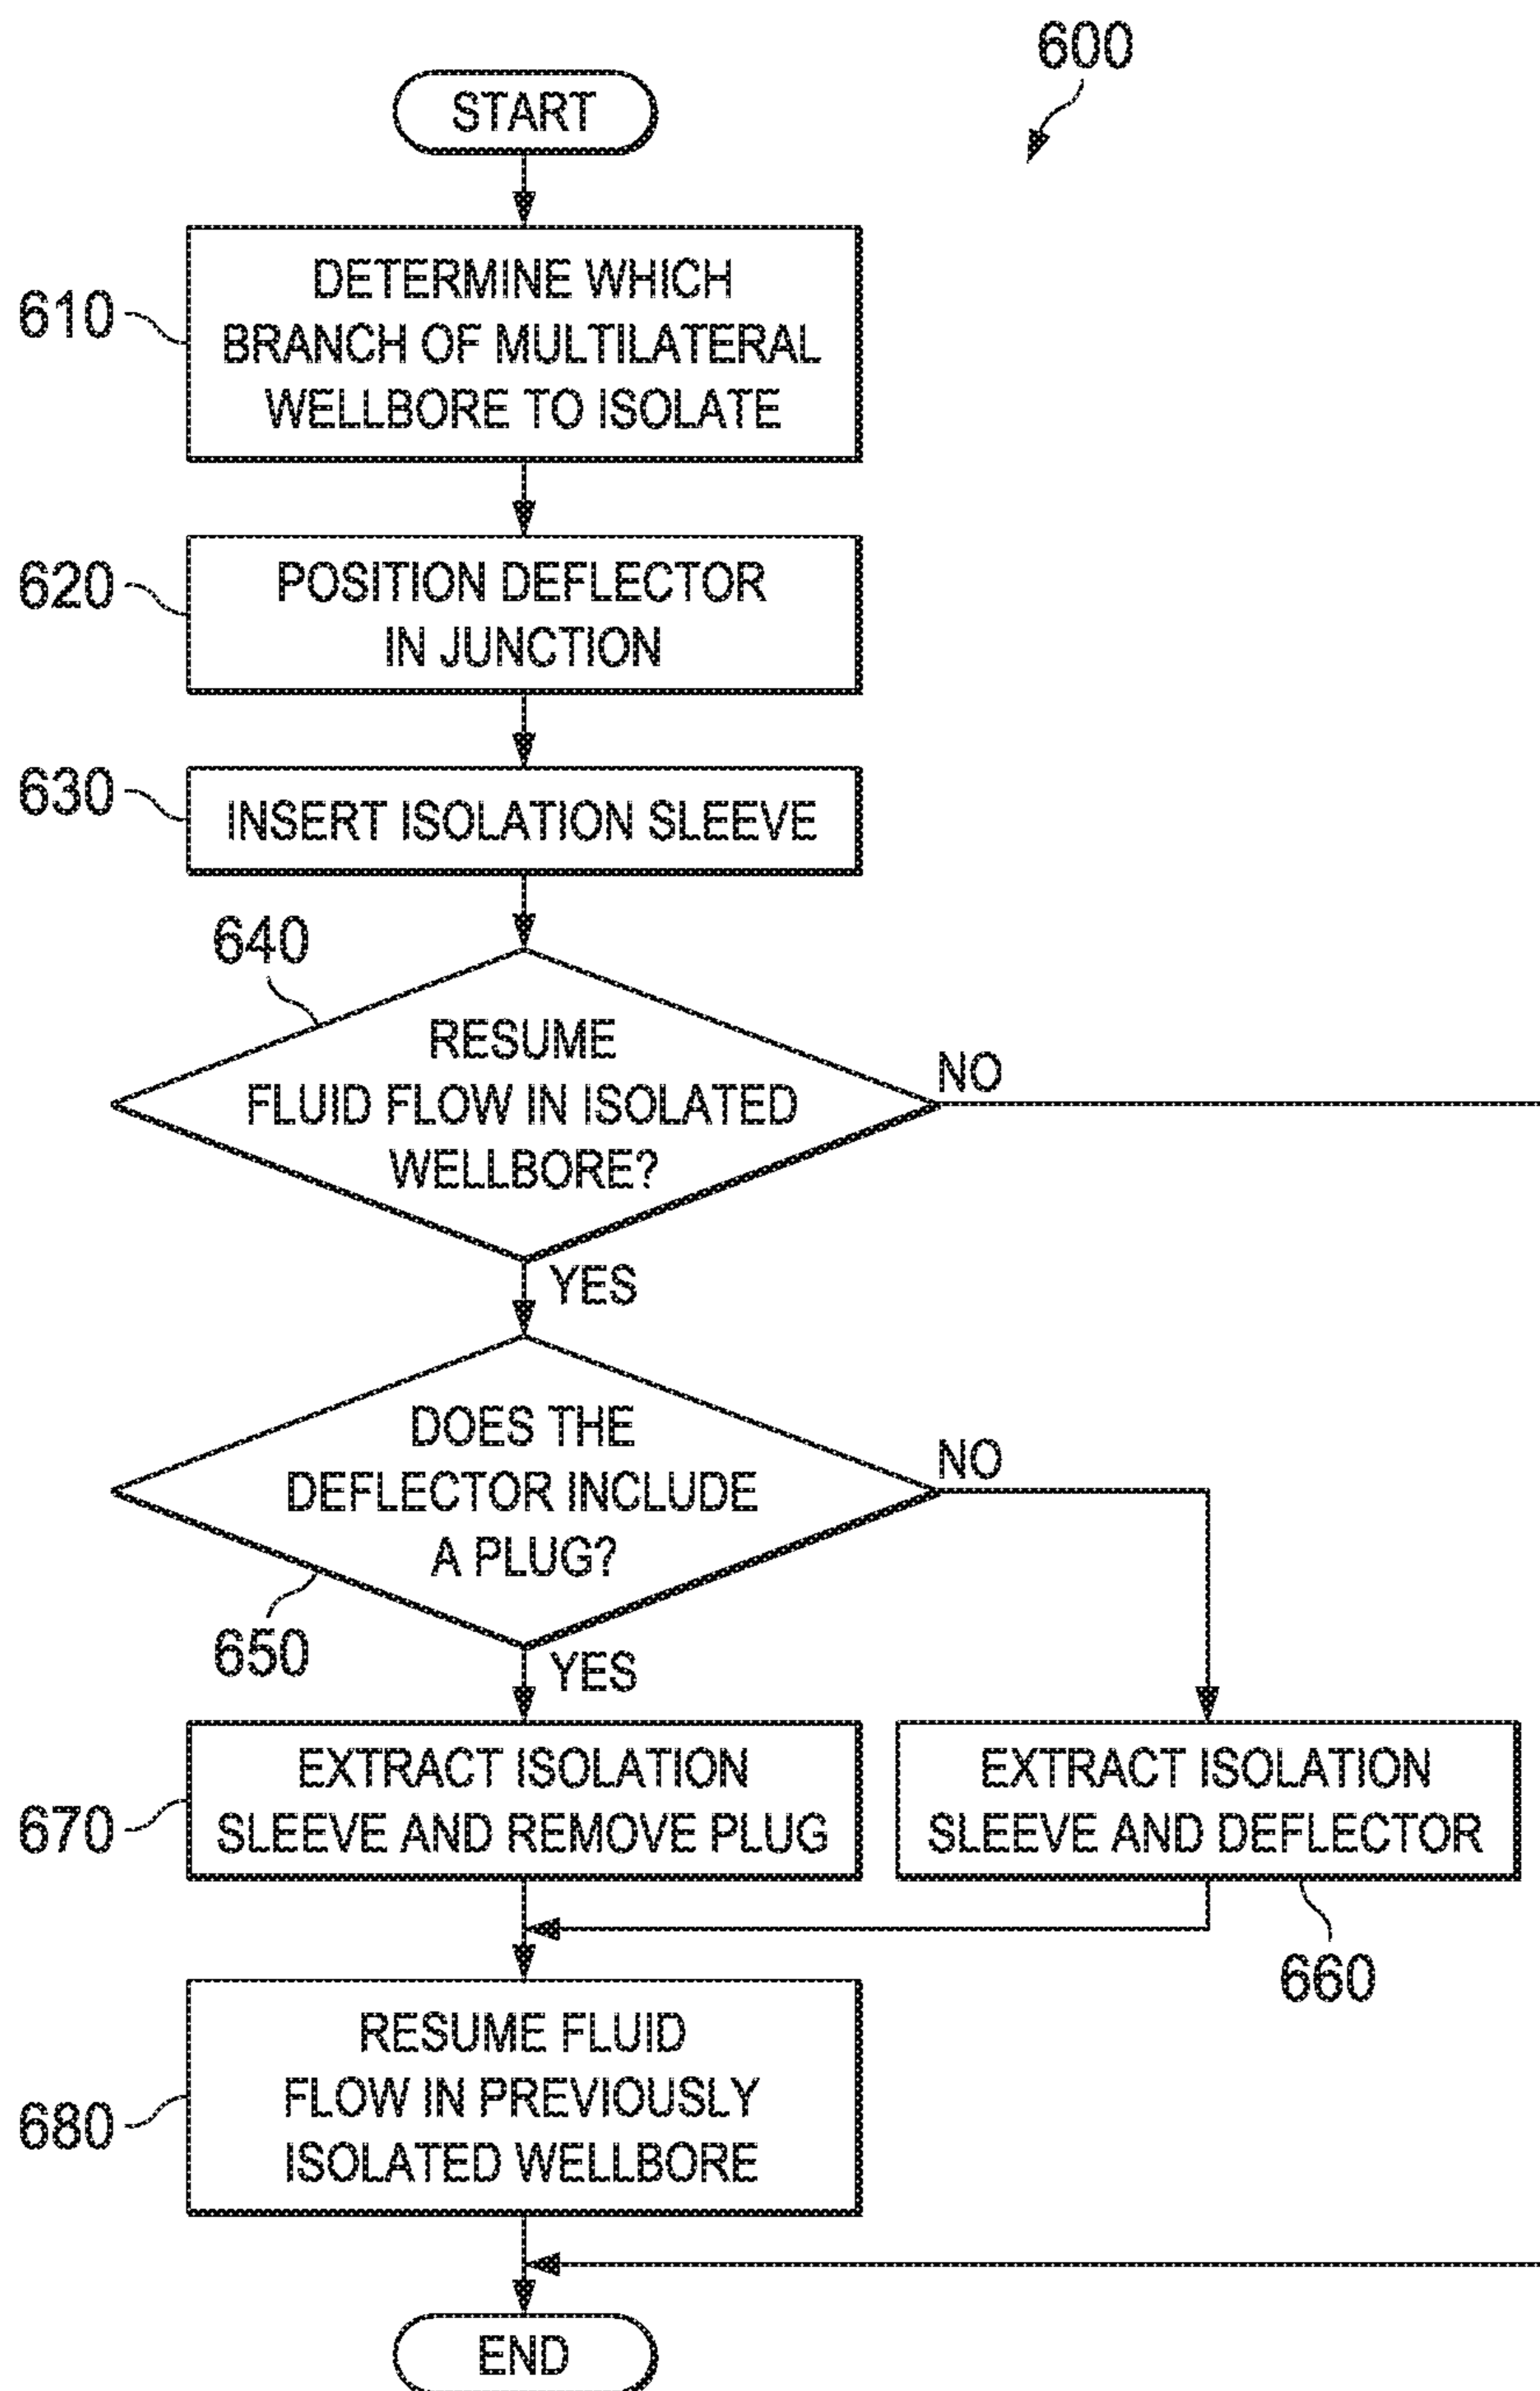 600
START
610
DETERMINE WHICH
BRANCH OF MULTILATERAL
WELLBORE TO ISOLATE
620
POSITION DEFLECTOR
IN JUNCTION
630
INSERT ISOLATION SLEEVE
640
RESUME
FLUID FLOW IN ISOLATED
WELLBORE?
NO
YES
DOES THE
DEFLECTOR INCLUDE
A PLUG?
NO
650
YES
670
EXTRACT ISOLATION
SLEEVE AND REMOVE PLUG
EXTRACT ISOLATION
SLEEVE AND DEFLECTOR
660
680
RESUME FLUID
FLOW IN PREVIOUSLY
ISOLATED WELLBORE
END